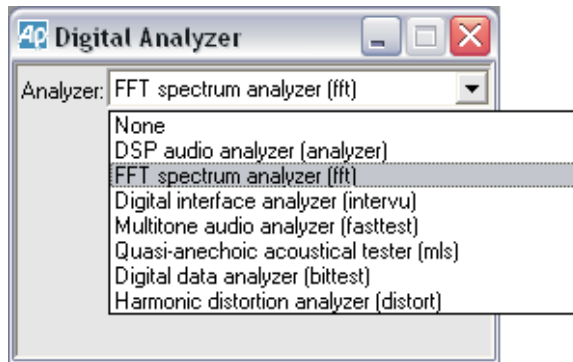 Ap Digital Analyzer
Analyzer: FFT spectrum analyzer (fft)
None
DSP audio analyzer (analyzer)
FFT spectrum analyzer (fft)
Digital interface analyzer (intervu)
Multitone audio analyzer (fasttest)
Quasi-anechoic acoustical tester (mls)
Digital data analyzer (bittest)
Harmonic distortion analyzer (distort)